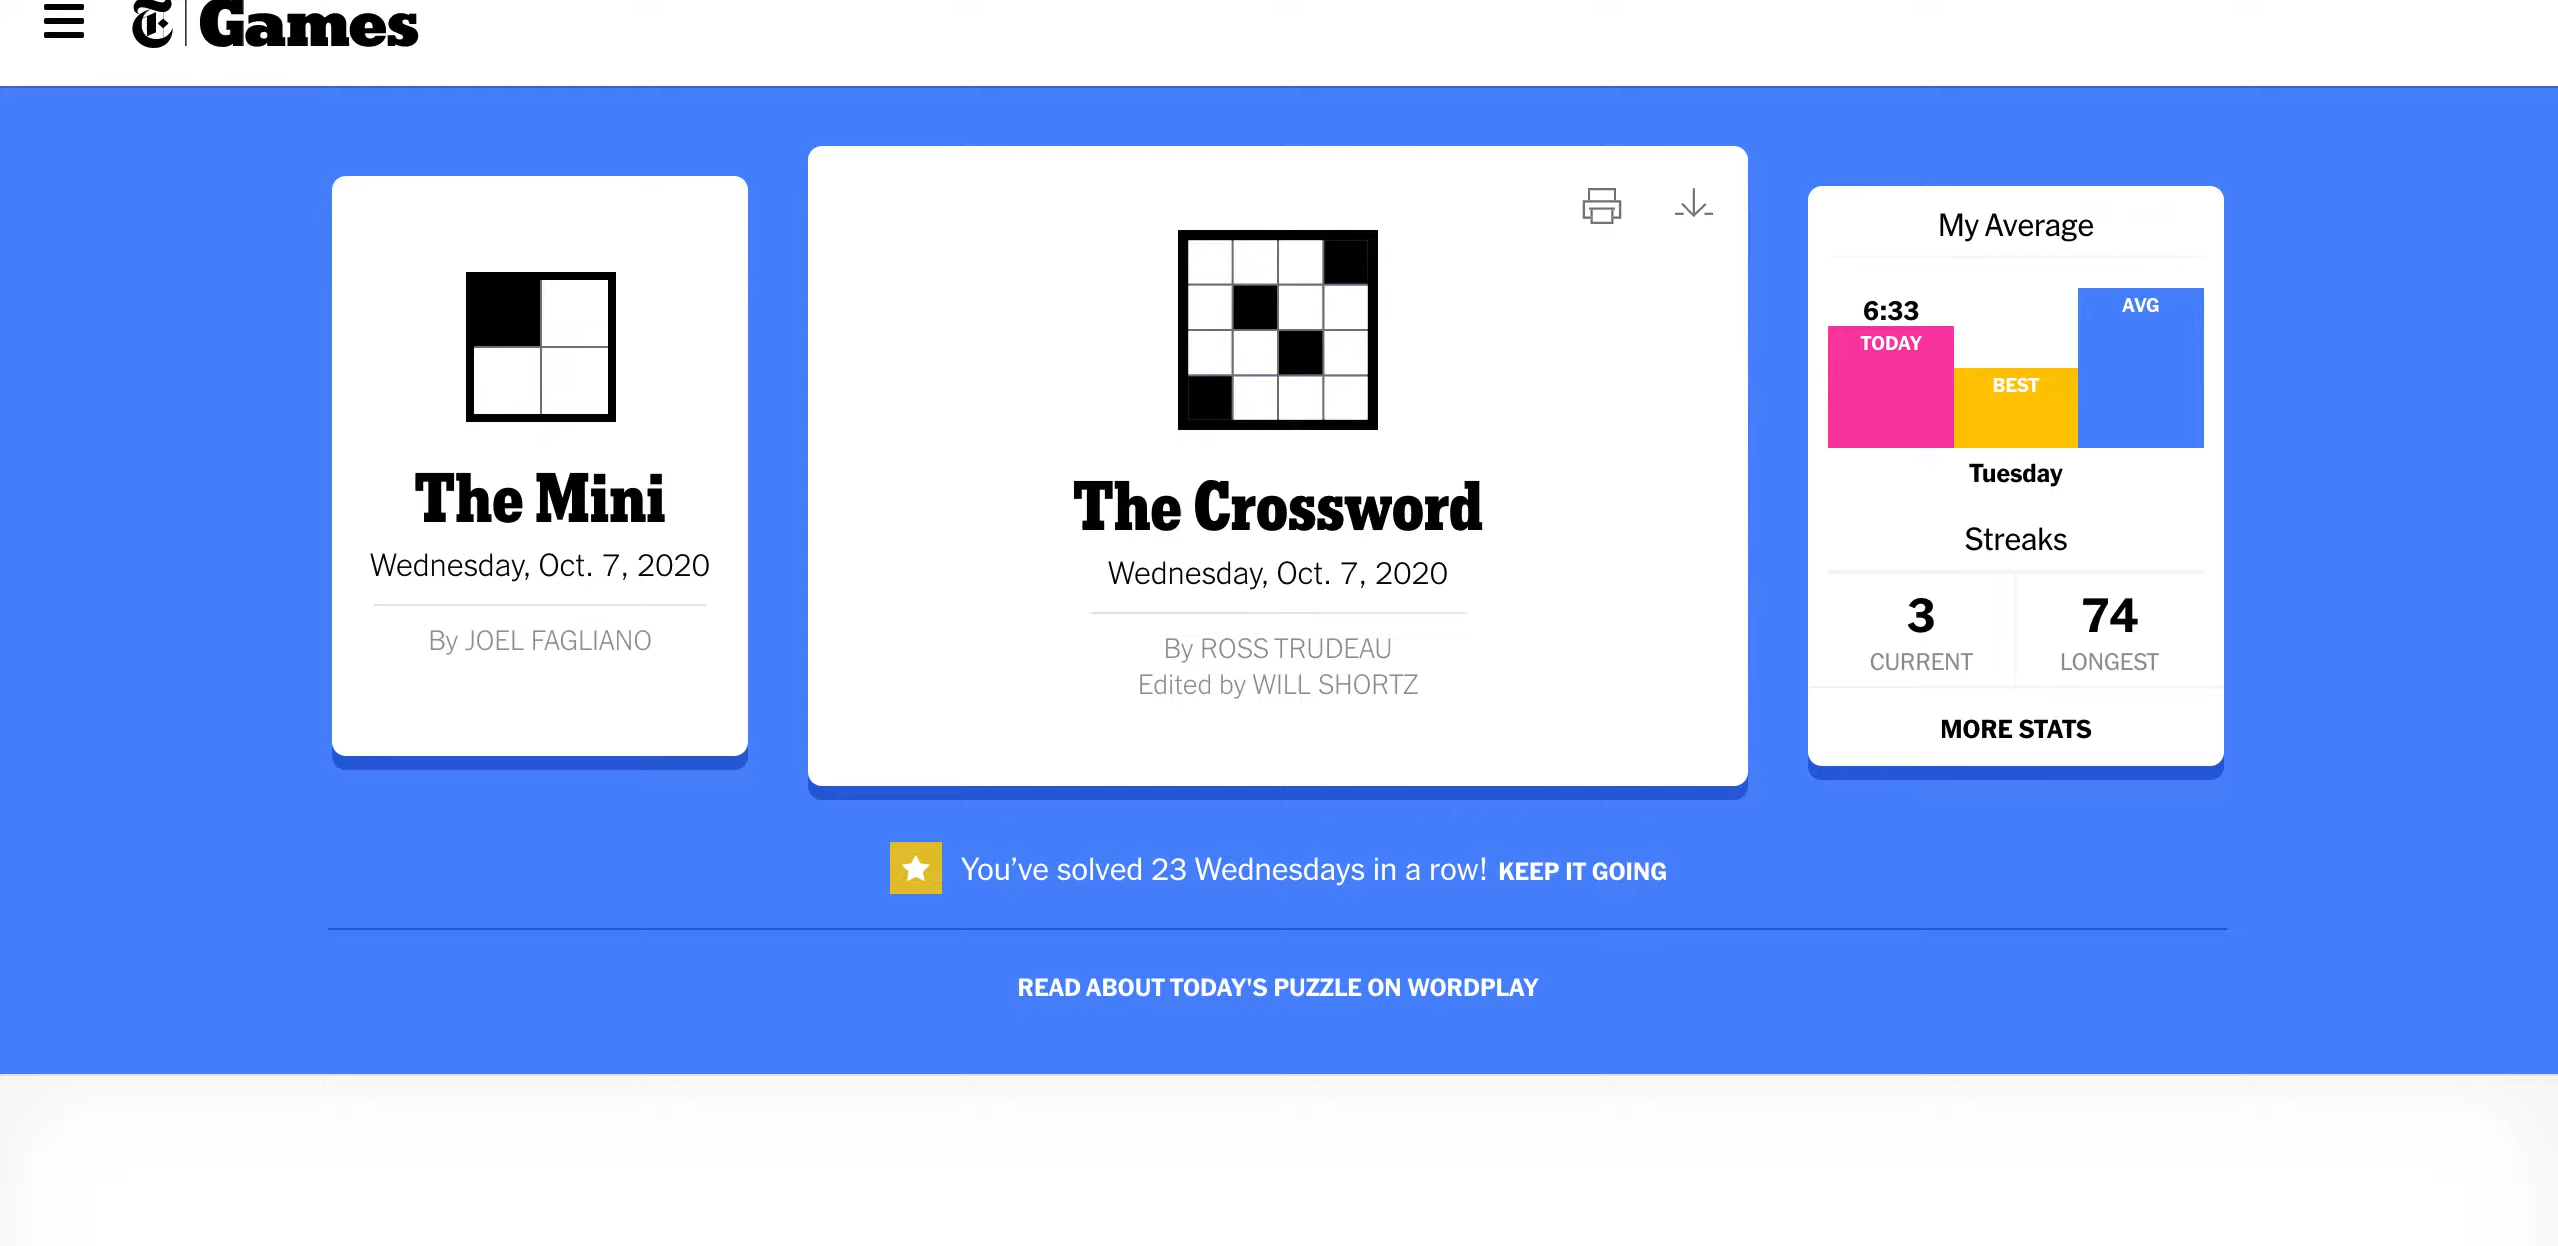 T Games
The Mini
Wednesday, Oct. 7, 2020
By JOEL FAGLIANO
The Crossword
Wednesday, Oct. 7, 2020
By ROSS TRUDEAU
Edited by WILL SHORTZ
My Average
6:33
TODAY
BEST
AVG
Tuesday
Streaks
3
CURRENT
74
LONGEST
MORE STATS
You’ve solved 23 Wednesdays in a row! KEEP IT GOING
READ ABOUT TODAY'S PUZZLE ON WORDPLAY